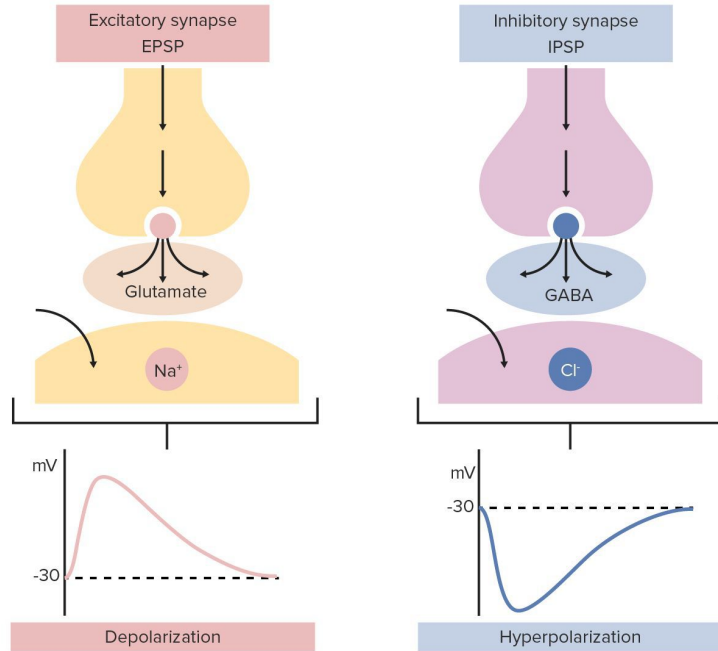 Excitatory synapse
EPSP
Glutamate
Na⁺
mV
-30
Depolarization
Inhibitory synapse
IPSP
GABA
Cl⁻
mV
-30
Hyperpolarization